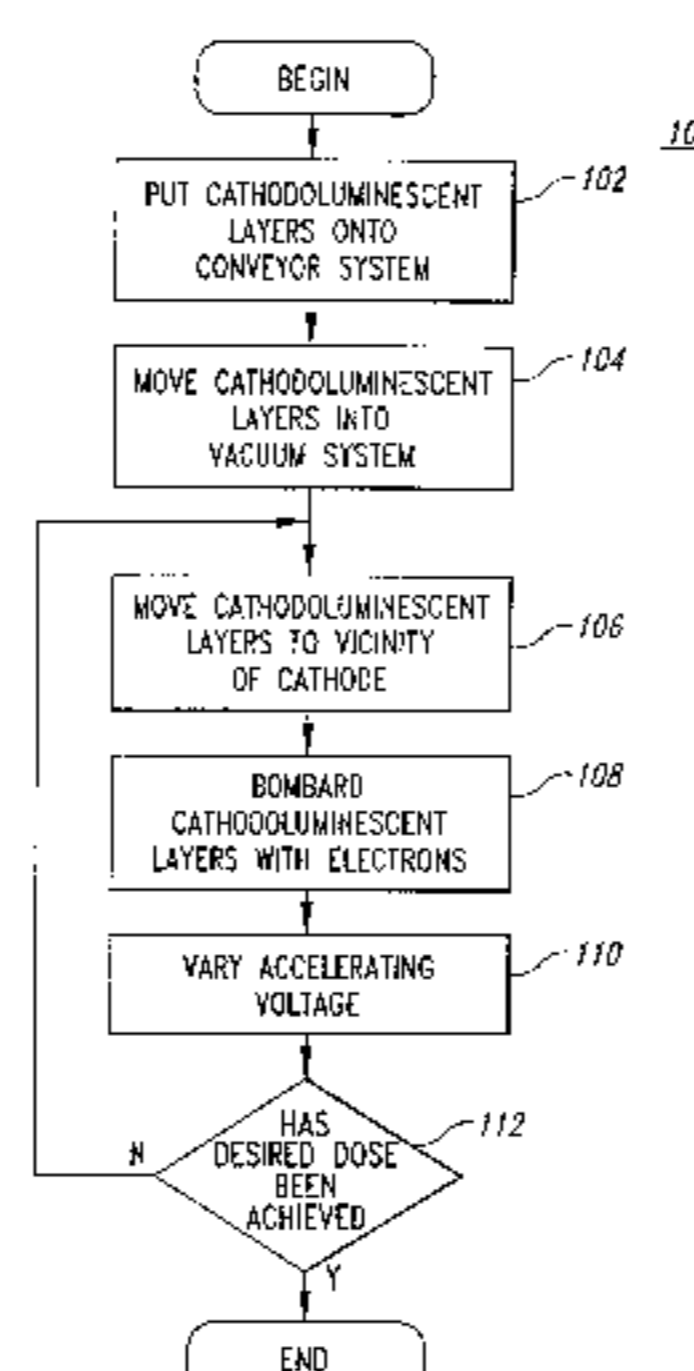 BEGIN
PUT CATHODOLUMINESCENT
LAYERS ONTO
CONVEYOR SYSTEM
102
MOVE CATHODOLUMINESCENT
LAYERS INTO
VACUUM SYSTEM
104
MOVE CATHODOLUMINESCENT
LAYERS TO VICINITY
OF CATHODE
106
BOMBARD
CATHODOLUMINESCENT
LAYERS WITH ELECTRONS
108
VARY ACCELERATING
VOLTAGE
110
HAS
DESIRED DOSE
BEEN
ACHIEVED
112
N
Y
END